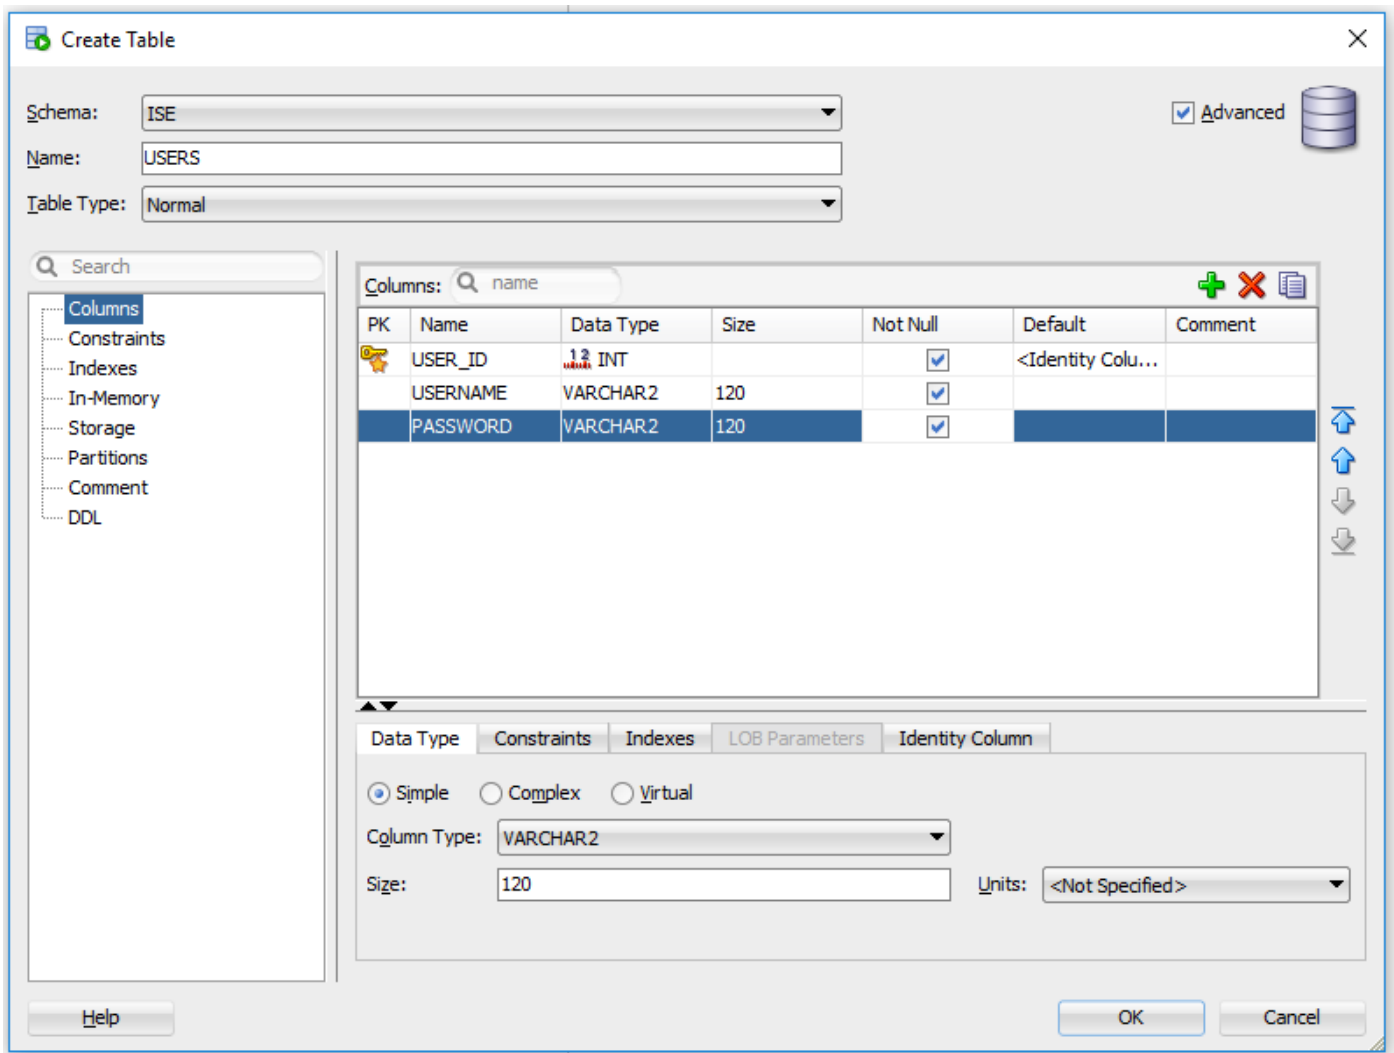 Create Table
Schema: ISE
Advanced
Name: USERS
Table Type: Normal
Search
Columns
Constraints
Indexes
In-Memory
Storage
Partitions
Comment
DDL
Columns: name
PK Name Data Type Size Not Null Default Comment
USER_ID INT <Identity Colu...
USERNAME VARCHAR2 120
PASSWORD VARCHAR2 120
Data Type Constraints Indexes LOB Parameters Identity Column
Simple Complex Virtual
Column Type: VARCHAR2
Size: 120 Units: <Not Specified>
Help OK Cancel